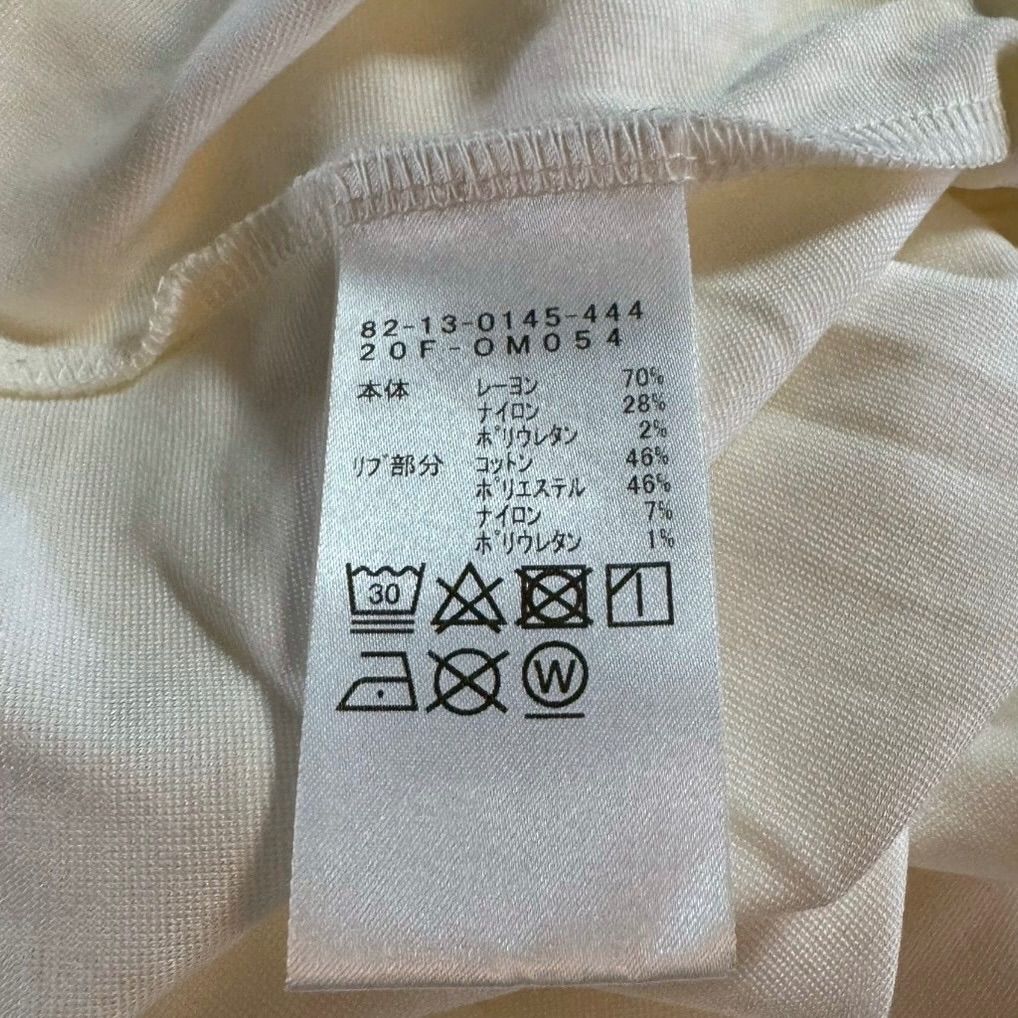 82-13-0145-444
20F-OM054
本体 レーヨン 70%
ナイロン 28%
ポリウレタン 2%
リブ部分 コットン 46%
ポリエステル 46%
ナイロン 7%
ポリウレタン 1%
30
W